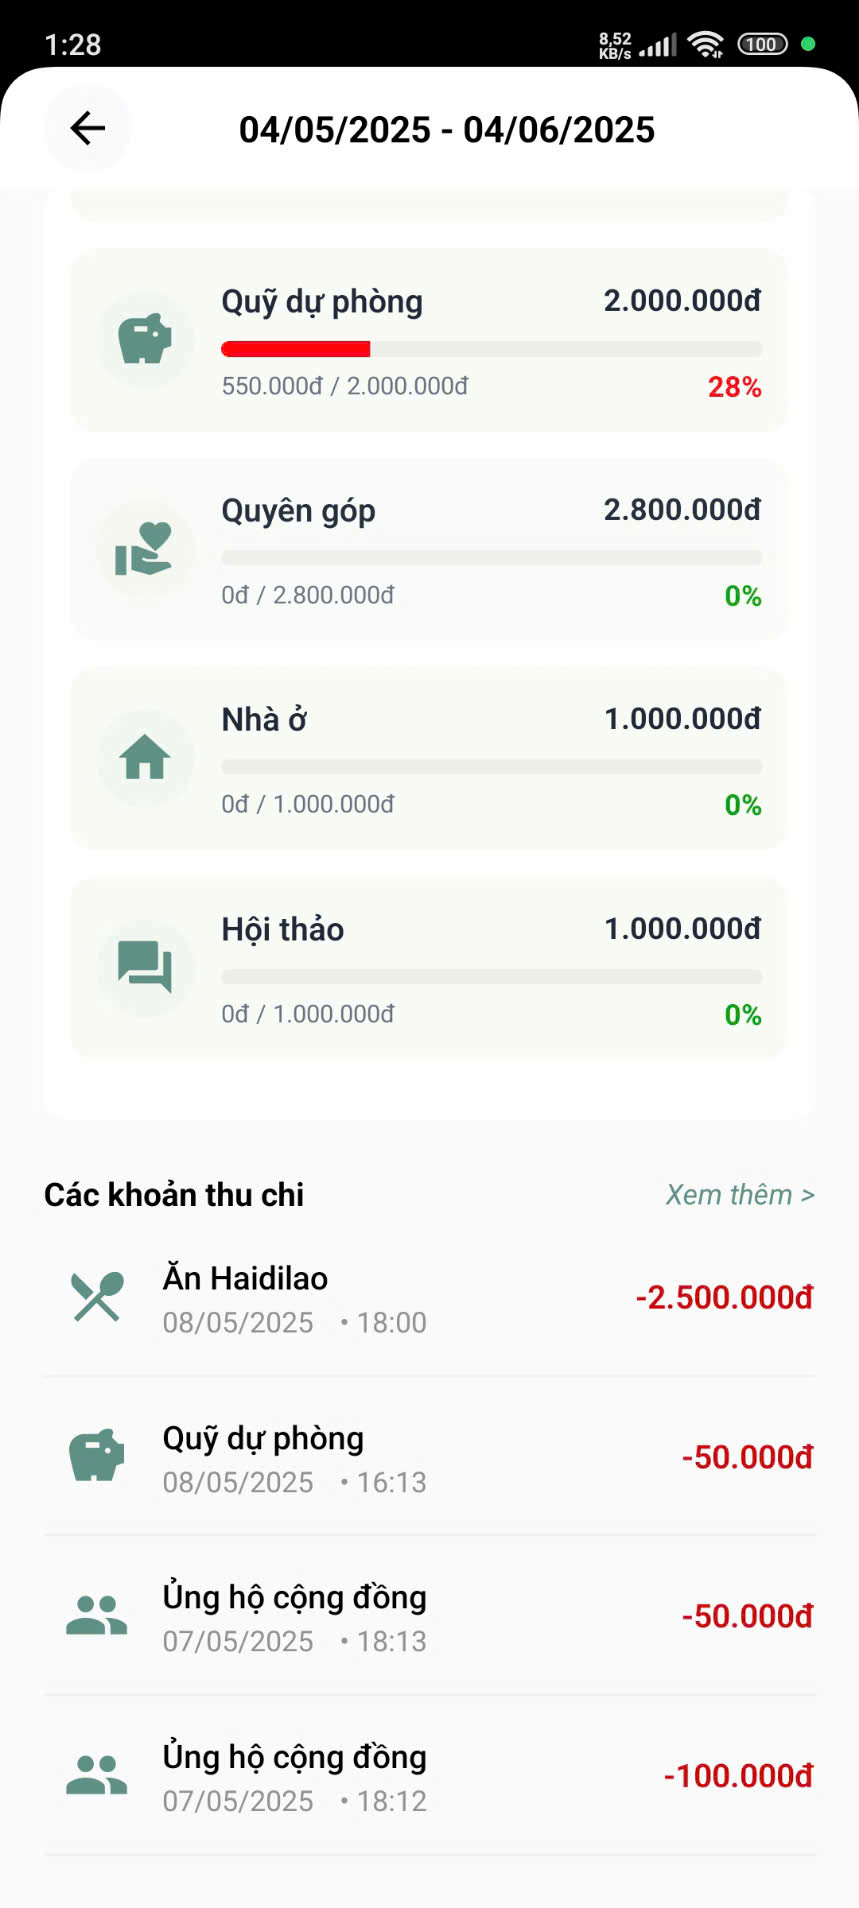 1:28
8,52
KB/s
100
04/05/2025 - 04/06/2025
Quỹ dự phòng 2.000.000đ
550.000đ / 2.000.000đ 28%
Quyên góp 2.800.000đ
0đ / 2.800.000đ 0%
Nhà ở 1.000.000đ
0đ / 1.000.000đ 0%
Hội thảo 1.000.000đ
0đ / 1.000.000đ 0%
Các khoản thu chi Xem thêm >
Ăn Haidilao
08/05/2025 • 18:00
-2.500.000đ
Quỹ dự phòng
08/05/2025 • 16:13
-50.000đ
Ủng hộ cộng đồng
07/05/2025 • 18:13
-50.000đ
Ủng hộ cộng đồng
07/05/2025 • 18:12
-100.000đ